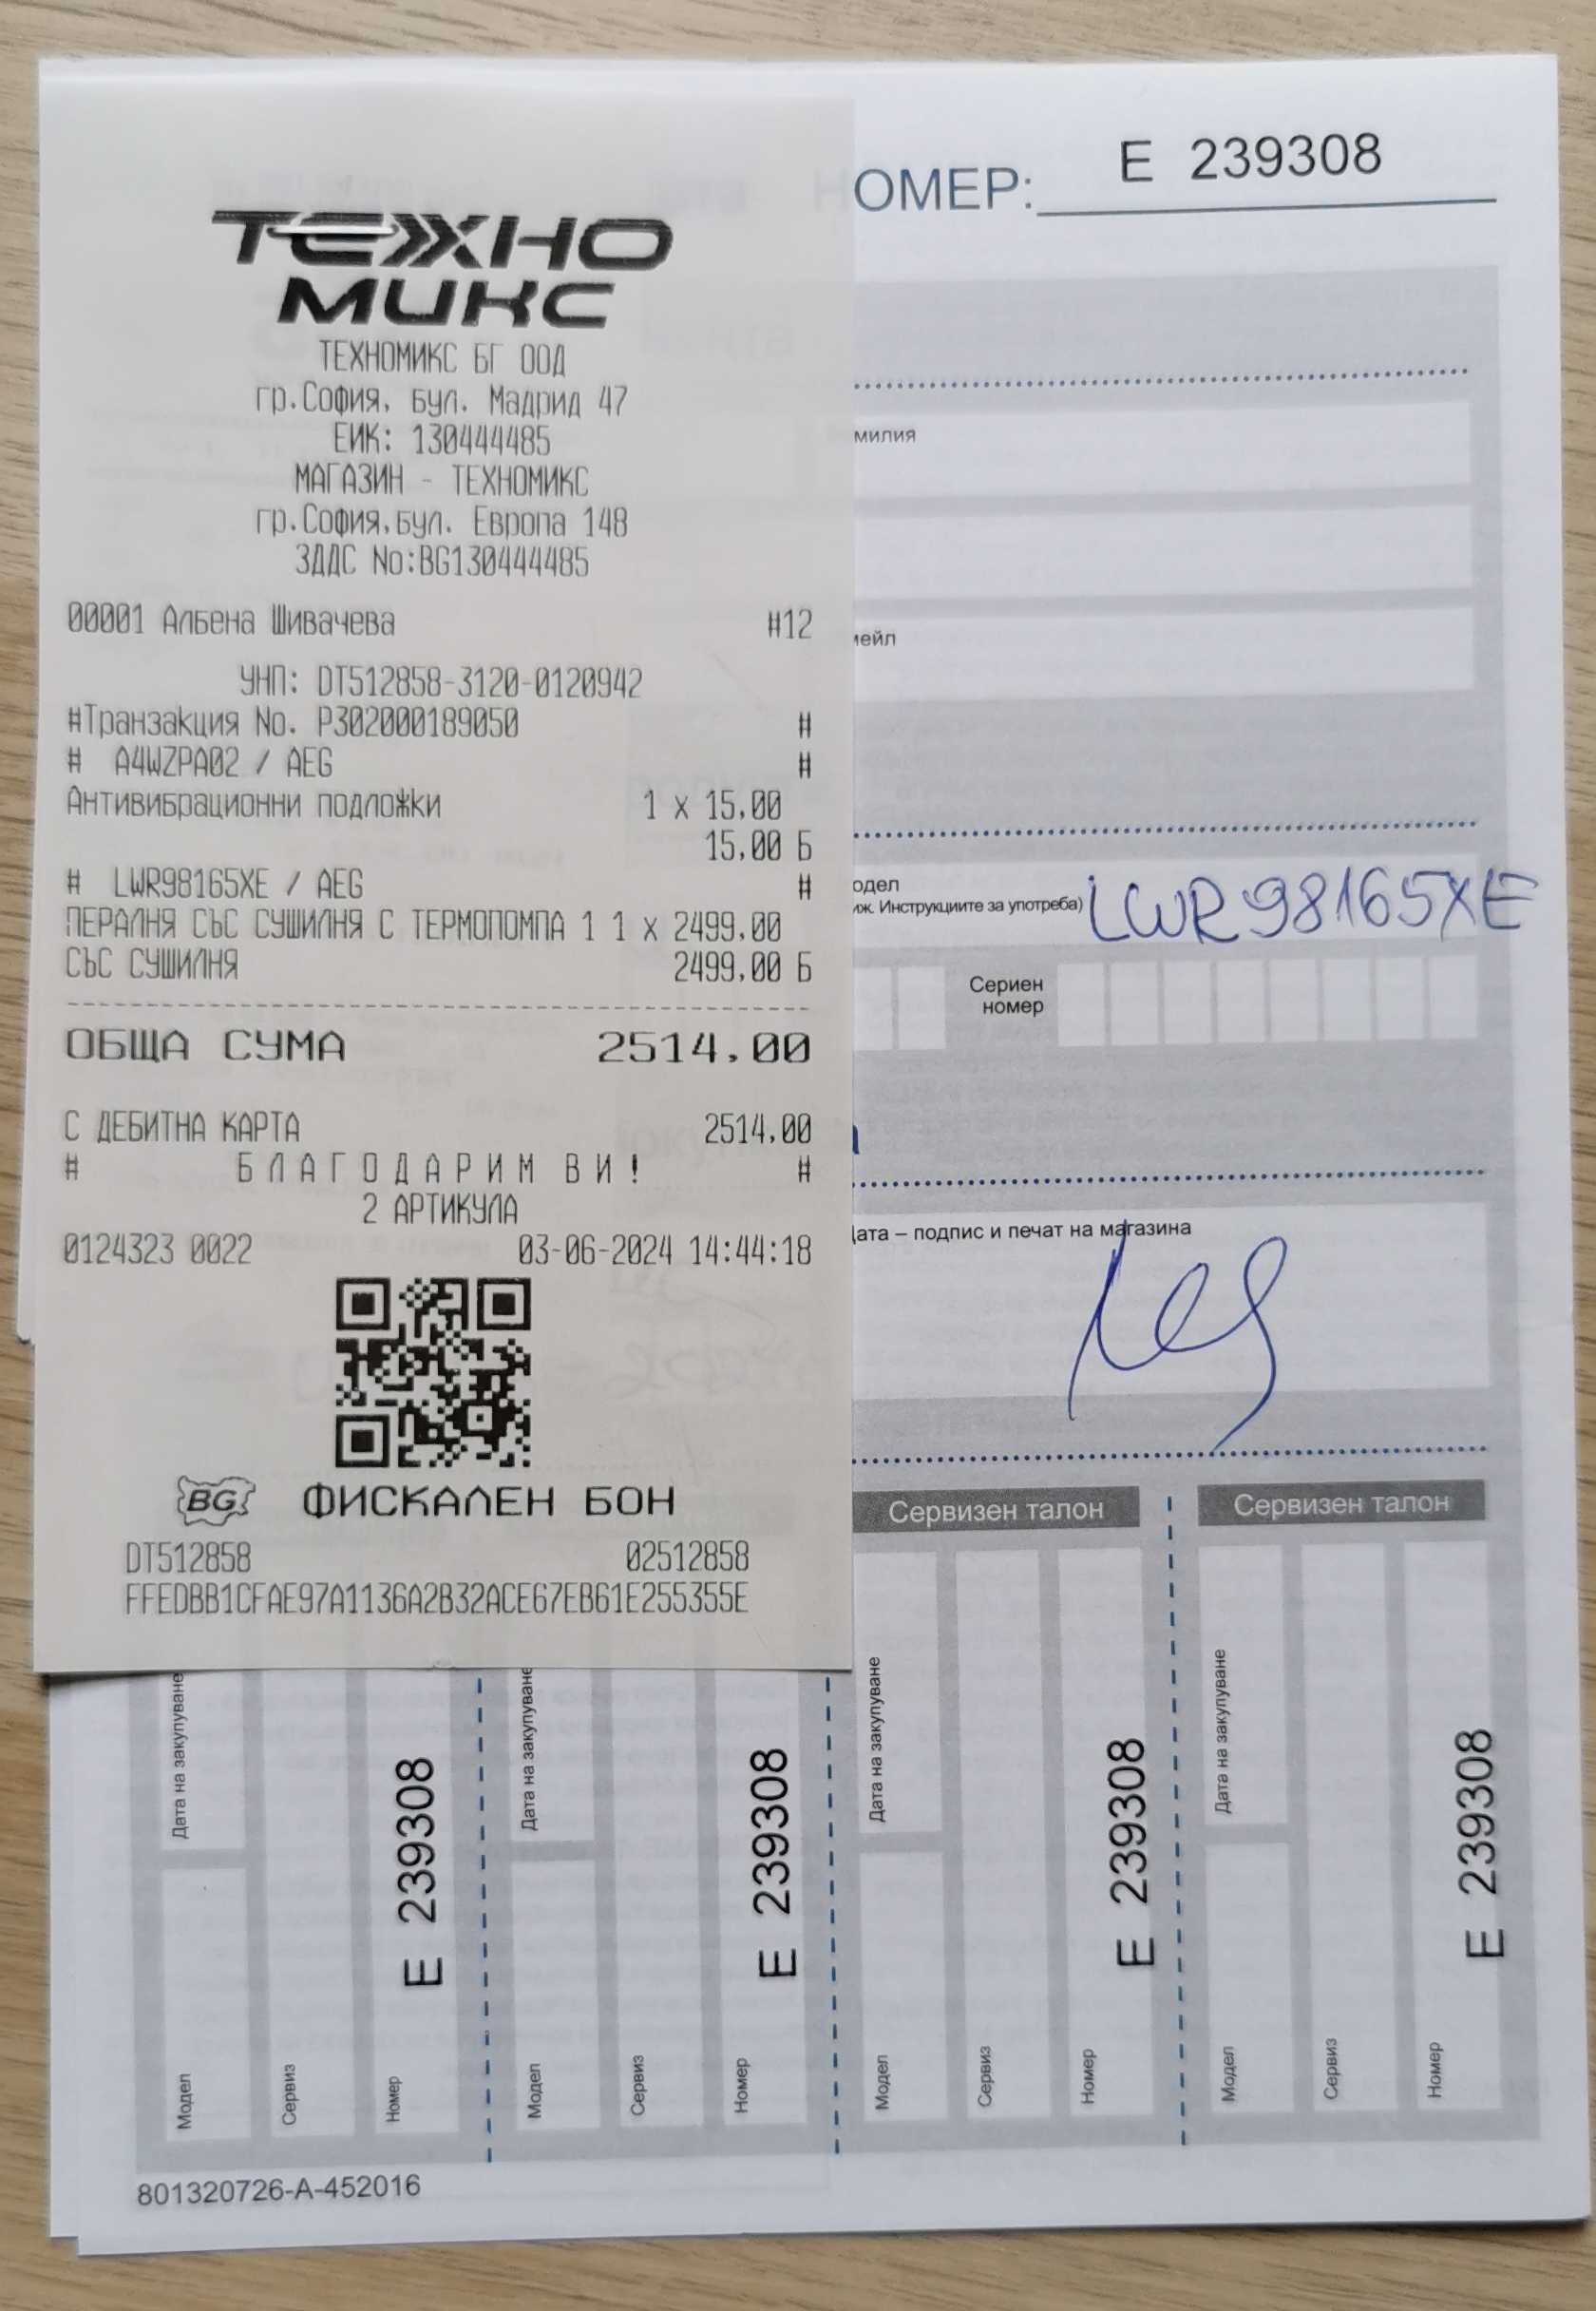 ТЕХНО
МИКС
ТЕХНОМИКС БГ ООД
гр.София, бул. Мадрид 47
ЕИК: 130444485
МАГАЗИН - ТЕХНОМИКС
гр.София,бул. Европа 148
ЗДДС No:BG130444485
00001 Албена Шивачева #12
УНП: DT512858-3120-0120942
#Транзакция No. P302000189050 #
# A4WZPA02 / AEG #
Антивибрационни подложки 1 x 15,00
15,00 Б
# LWR98165XE / AEG #
ПЕРАЛНЯ СЪС СУШИЛНЯ С ТЕРМОПОМПА 1 1 x 2499,00
СЪС СУШИЛНЯ 2499,00 Б
ОБЩА СУМА 2514,00
С ДЕБИТНА КАРТА 2514,00
# БЛАГОДАРИМ ВИ! #
2 АРТИКУЛА
0124323 0022 03-06-2024 14:44:18
BG ФИСКАЛЕН БОН
DT512858 02512858
FFEDBB1CFAE97A1136A2B32ACE67EB61E255355E
ОМЕР: E 239308
милия
мейл
одел
иж. Инструкциите за употреба) LWR98165XE
Сериен
номер
ата – подпис и печат на магазина
Сервизен талон
Сервизен талон
Дата на закупуване
Модел
Сервиз
Номер
E 239308
Дата на закупуване
Модел
Сервиз
Номер
E 239308
Дата на закупуване
Модел
Сервиз
Номер
E 239308
Дата на закупуване
Модел
Сервиз
Номер
E 239308
801320726-A-452016